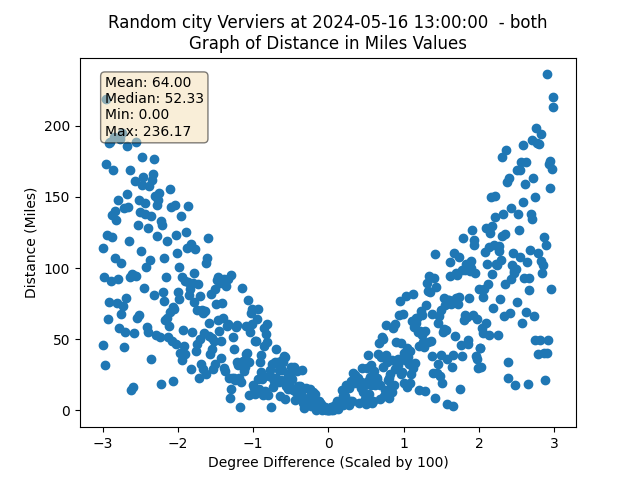 Random city Verviers at 2024-05-16 13:00:00 - both
Graph of Distance in Miles Values
Mean: 64.00
Median: 52.33
Min: 0.00
Max: 236.17
Distance (Miles)
200
150
100
50
0
−3 −2 −1 0 1 2 3
Degree Difference (Scaled by 100)